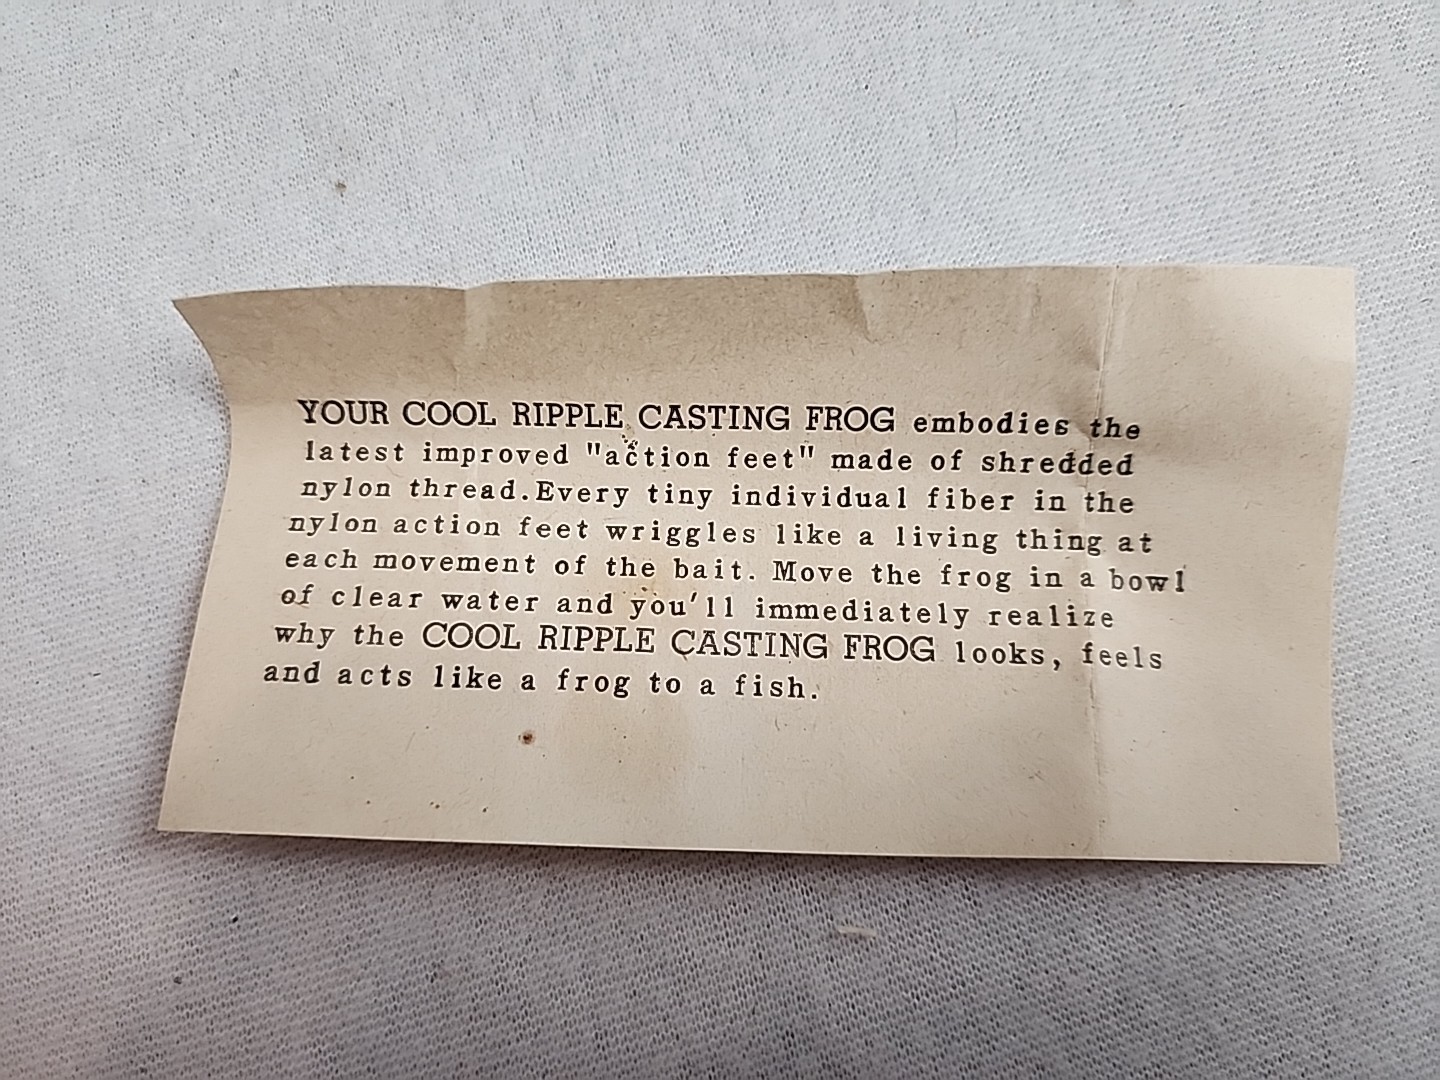 YOUR COOL RIPPLE CASTING FROG embodies the
latest improved "action feet" made of shredded
nylon thread.Every tiny individual fiber in the
nylon action feet wriggles like a living thing at
each movement of the bait. Move the frog in a bowl
of clear water and you'll immediately realize
why the COOL RIPPLE CASTING FROG looks, feels
and acts like a frog to a fish.